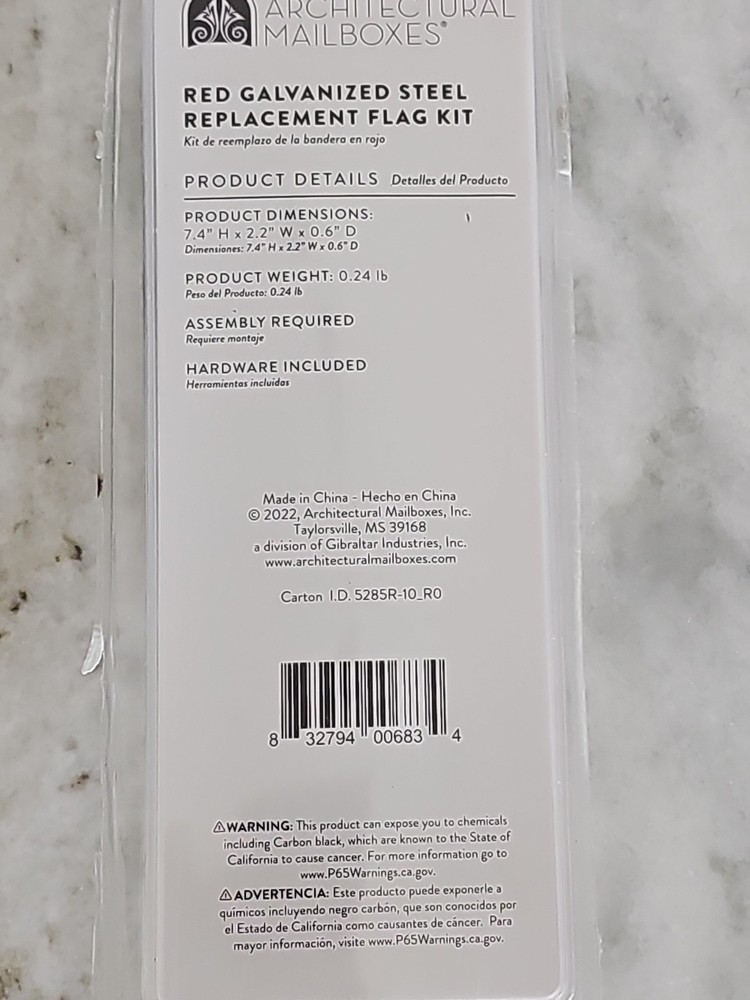 ARCHITECTURAL
MAILBOXES®
RED GALVANIZED STEEL
REPLACEMENT FLAG KIT
Kit de reemplazo de la bandera en rojo
PRODUCT DETAILS Detalles del Producto
PRODUCT DIMENSIONS:
7.4" H x 2.2" W x 0.6" D
Dimensiones: 7.4" H x 2.2" W x 0.6" D
PRODUCT WEIGHT: 0.24 lb
Peso del Producto: 0.24 lb
ASSEMBLY REQUIRED
Requiere montaje
HARDWARE INCLUDED
Herramientas incluidas
Made in China - Hecho en China
© 2022, Architectural Mailboxes, Inc.
Taylorsville, MS 39168
a division of Gibraltar Industries, Inc.
www.architecturalmailboxes.com
Carton I.D. 5285R-10_R0
8 32794 00683 4
⚠WARNING: This product can expose you to chemicals
including Carbon black, which are known to the State of
California to cause cancer. For more information go to
www.P65Warnings.ca.gov.
⚠ADVERTENCIA: Este producto puede exponerle a
químicos incluyendo negro carbón, que son conocidos por
el Estado de California como causantes de cáncer. Para
mayor información, visite www.P65Warnings.ca.gov.